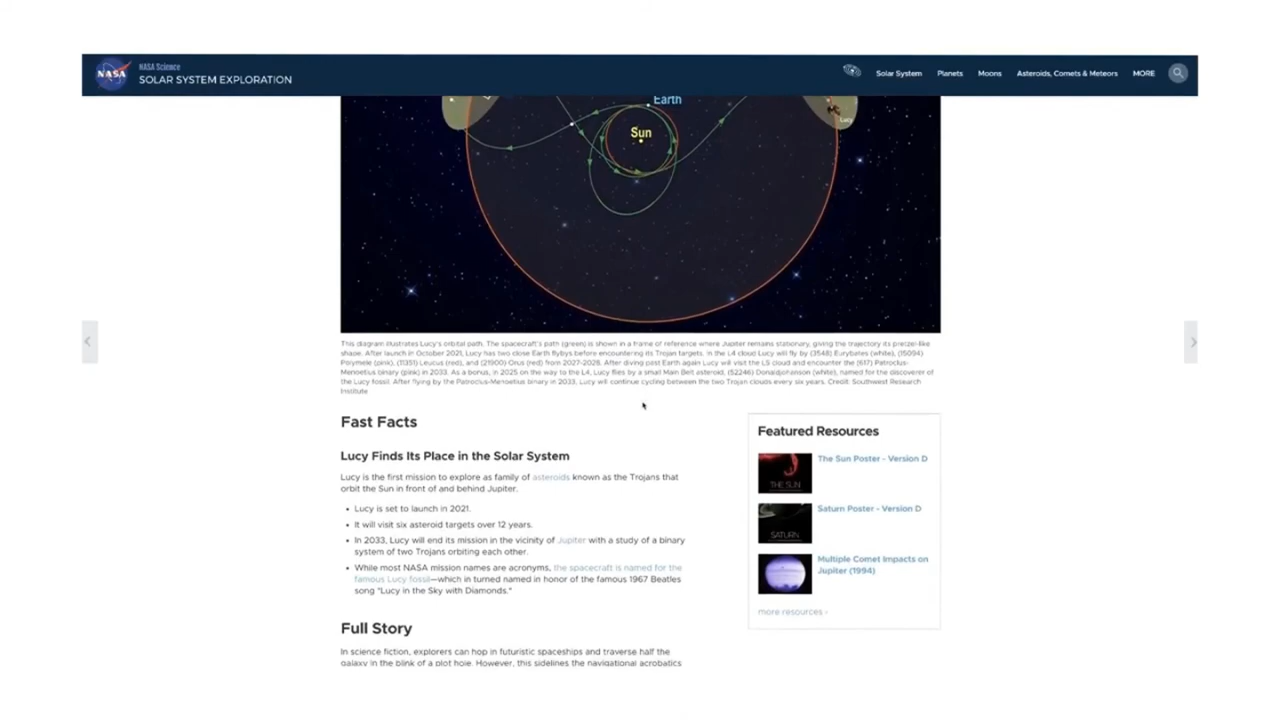 NASA
NASA Science
SOLAR SYSTEM EXPLORATION
Solar System
Planets
Moons
Asteroids, Comets & Meteors
MORE
Earth
Sun
Lucy
This diagram illustrates Lucy's orbital path. The spacecraft's path (green) is shown in a frame of reference where Jupiter remains stationary, giving the trajectory its pretzel-like
shape. After launch in October 2021, Lucy has two close Earth flybys before encountering its Trojan targets. In the L4 cloud Lucy will fly by (3548) Eurybates (white), (15094)
Polymele (pink), (11351) Leucus (red), and (21900) Orus (red) from 2027-2028. After diving past Earth again Lucy will visit the L5 cloud and encounter the (617) Patroclus-
Menoetius binary (pink) in 2033. As a bonus, in 2025 on the way to the L4, Lucy flies by a small Main Belt asteroid, (52246) Donaldjohanson (white), named for the discoverer of
the Lucy fossil. After flying by the Patroclus-Menoetius binary in 2033, Lucy will continue cycling between the two Trojan clouds every six years. Credit: Southwest Research
Institute
Fast Facts
Lucy Finds Its Place in the Solar System
Lucy is the first mission to explore as family of asteroids known as the Trojans that
orbit the Sun in front of and behind Jupiter.
• Lucy is set to launch in 2021.
• It will visit six asteroid targets over 12 years.
• In 2033, Lucy will end its mission in the vicinity of Jupiter with a study of a binary
system of two Trojans orbiting each other.
• While most NASA mission names are acronyms, the spacecraft is named for the
famous Lucy fossil—which in turned named in honor of the famous 1967 Beatles
song "Lucy in the Sky with Diamonds."
Full Story
In science fiction, explorers can hop in futuristic spaceships and traverse half the
galaxy in the blink of a plot hole. However, this sidelines the navigational acrobatics
Featured Resources
THE SUN
The Sun Poster - Version D
SATURN
Saturn Poster - Version D
Multiple Comet Impacts on
Jupiter (1994)
more resources ›